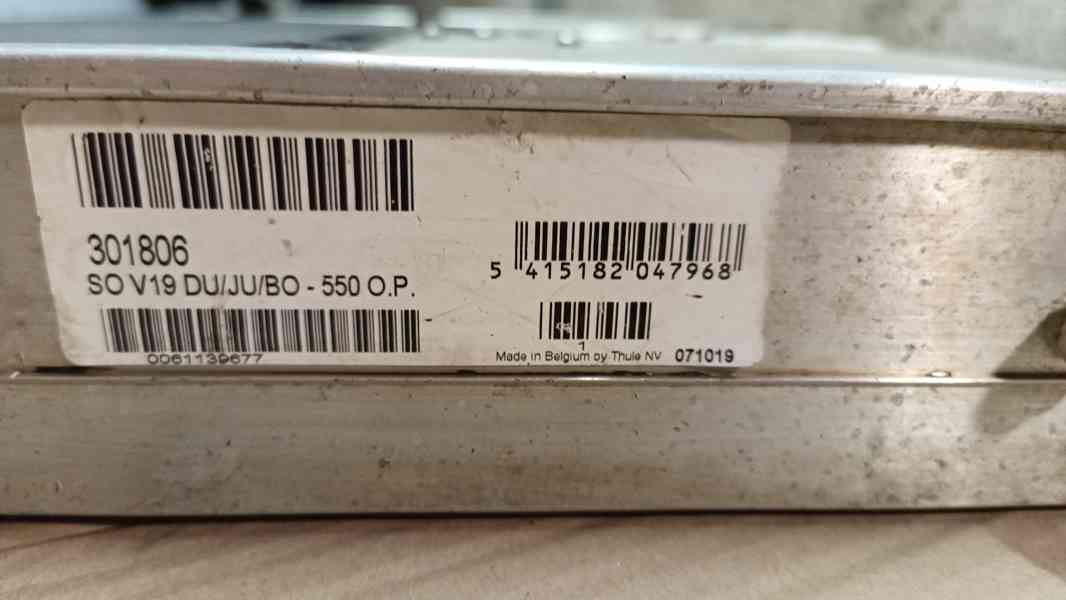 301806
SO V19 DU/JU/BO - 550 O.P.
5 415182 047968
0061139677
1
Made in Belgium by Thule NV 071019